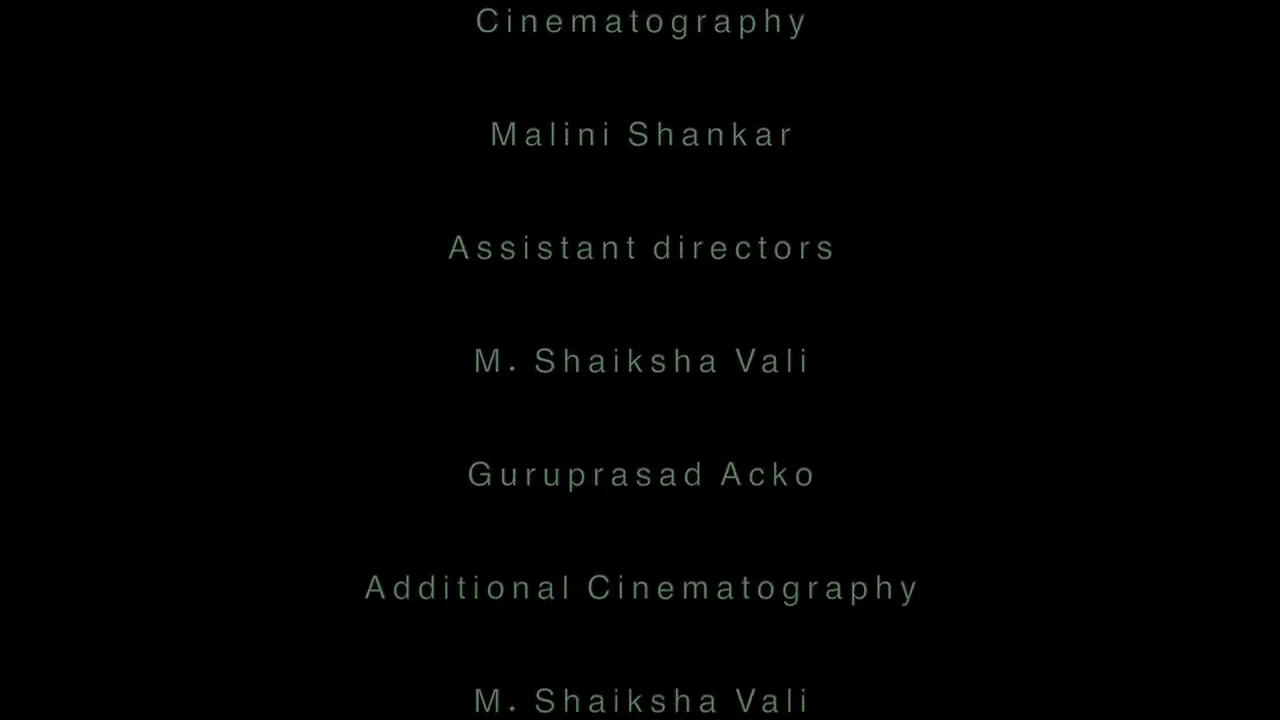 Cinematography
Malini Shankar
Assistant directors
M. Shaiksha Vali
Guruprasad Acko
Additional Cinematography
M. Shaiksha Vali